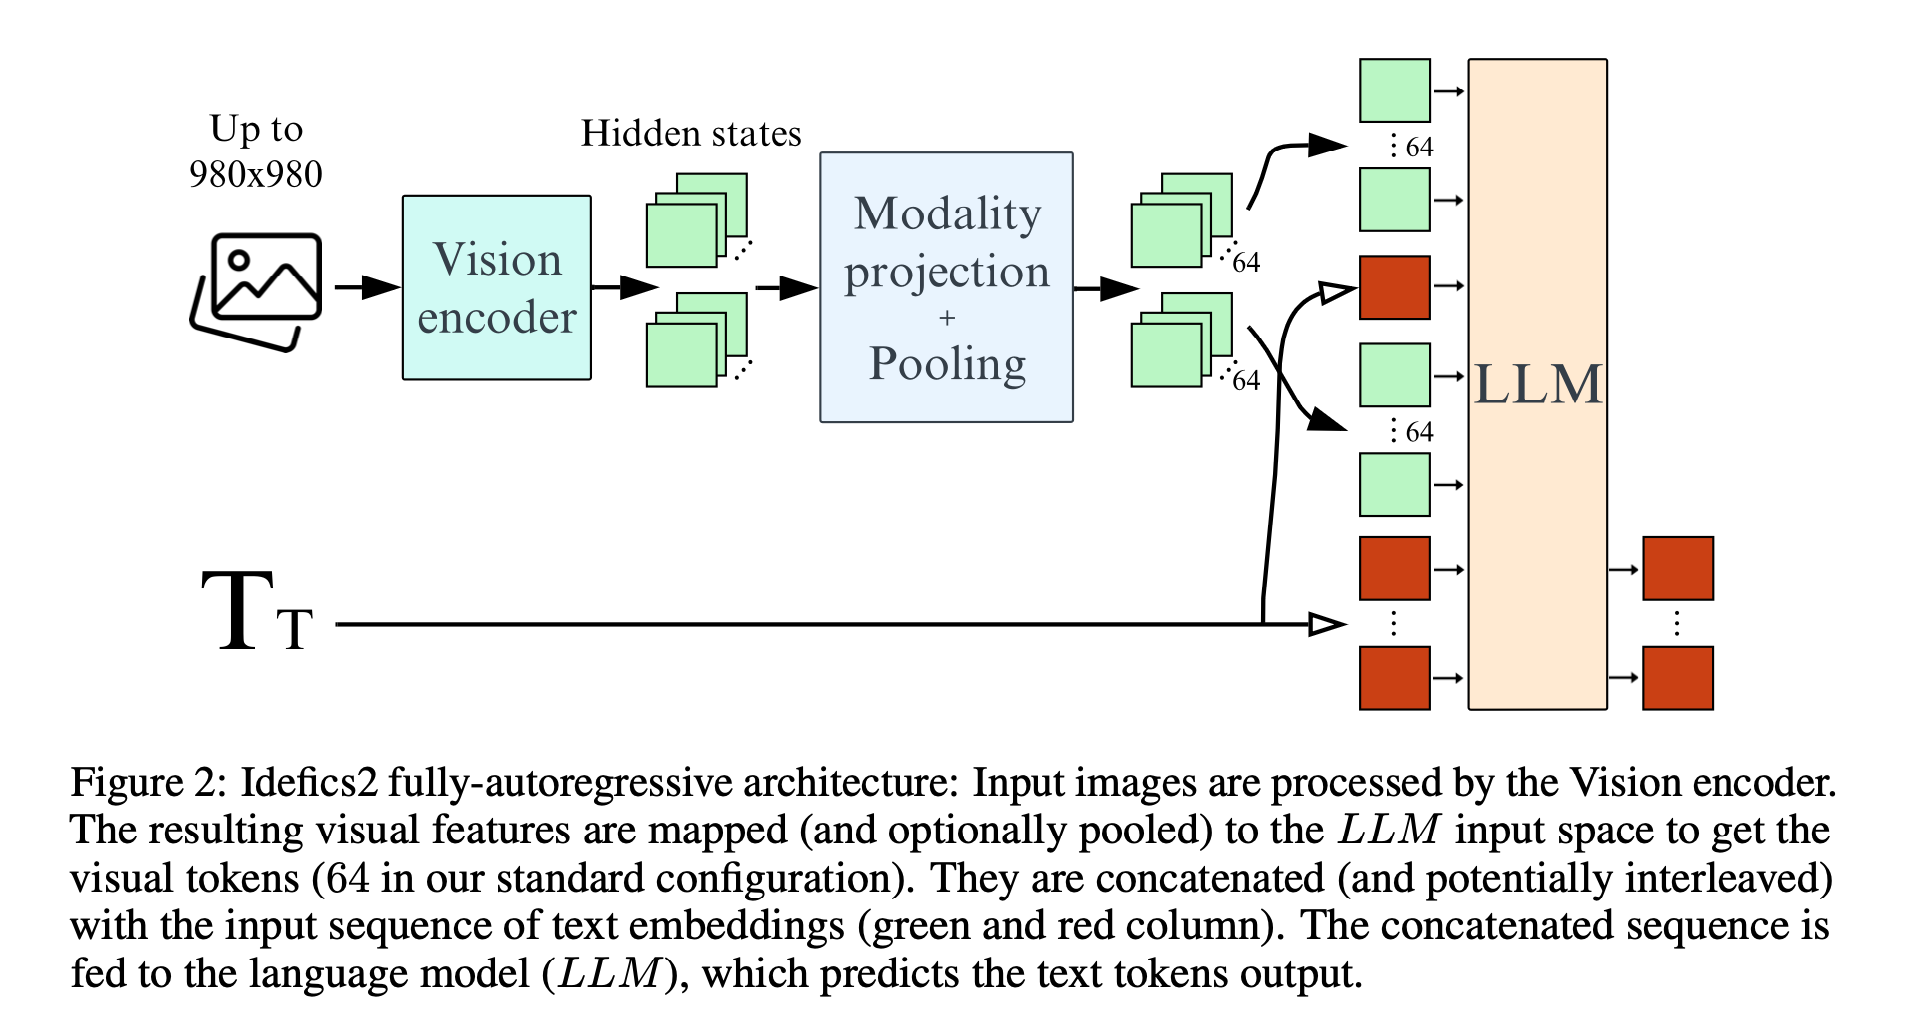 Up to
980x980
Hidden states
Vision
encoder
Modality
projection
+
Pooling
64
64
64
64
LLM
TT
Figure 2: Idefics2 fully-autoregressive architecture: Input images are processed by the Vision encoder.
The resulting visual features are mapped (and optionally pooled) to the LLM input space to get the
visual tokens (64 in our standard configuration). They are concatenated (and potentially interleaved)
with the input sequence of text embeddings (green and red column). The concatenated sequence is
fed to the language model (LLM), which predicts the text tokens output.